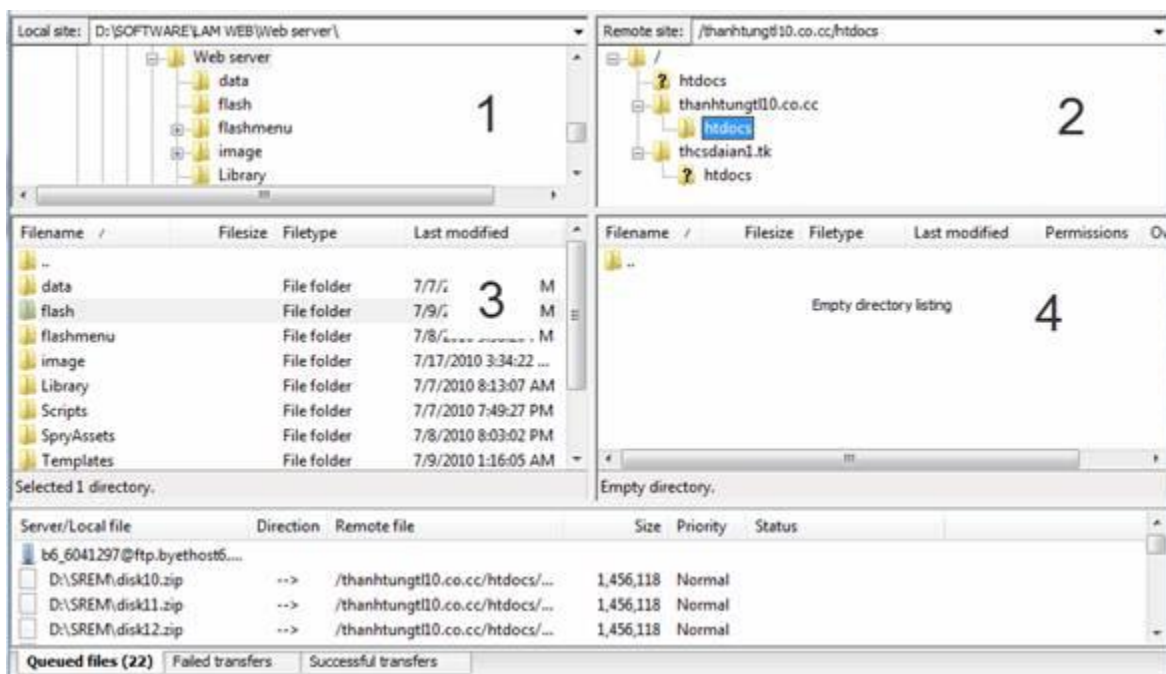 Local site: D:\SOFTWARE\LAM WEB\Web server\
Web server
data
flash
flashmenu
image
Library
1
Remote site: /thanhtungtl10.co.cc/htdocs
/
htdocs
thanhtungtl10.co.cc
htdocs
thcsdaian1.tk
htdocs
2
Filename / Filesize Filetype Last modified
..
data File folder 7/7/ M
flash File folder 7/9/ M
flashmenu File folder 7/8/ M
image File folder 7/17/2010 3:34:22 ...
Library File folder 7/7/2010 8:13:07 AM
Scripts File folder 7/7/2010 7:49:27 PM
SpryAssets File folder 7/8/2010 8:03:02 PM
Templates File folder 7/9/2010 1:16:05 AM
3
Selected 1 directory.
Filename / Filesize Filetype Last modified Permissions Ov
..
Empty directory listing
4
Empty directory.
Server/Local file Direction Remote file Size Priority Status
b6_6041297@ftp.byethost6....
D:\SREM\disk10.zip --> /thanhtungtl10.co.cc/htdocs/... 1,456,118 Normal
D:\SREM\disk11.zip --> /thanhtungtl10.co.cc/htdocs/... 1,456,118 Normal
D:\SREM\disk12.zip --> /thanhtungtl10.co.cc/htdocs/... 1,456,118 Normal
Queued files (22) Failed transfers Successful transfers